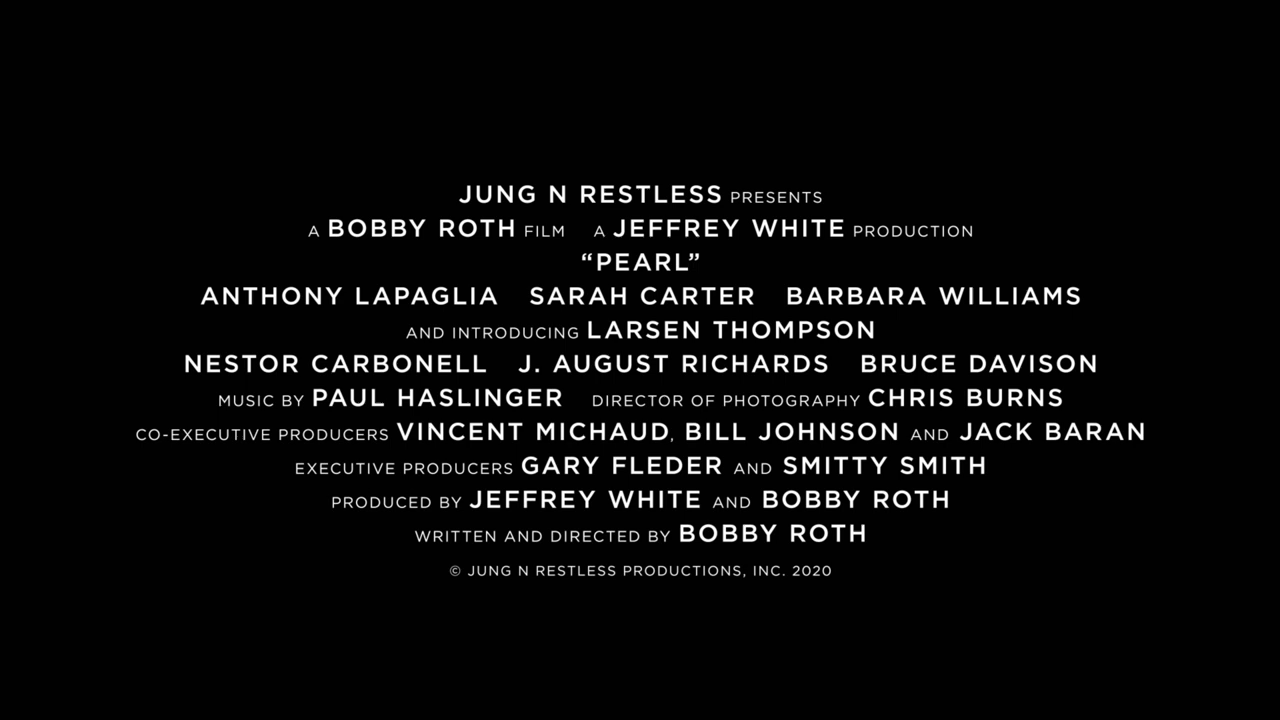 JUNG N RESTLESS PRESENTS
A BOBBY ROTH FILM A JEFFREY WHITE PRODUCTION
“PEARL”
ANTHONY LAPAGLIA SARAH CARTER BARBARA WILLIAMS
AND INTRODUCING LARSEN THOMPSON
NESTOR CARBONELL J. AUGUST RICHARDS BRUCE DAVISON
MUSIC BY PAUL HASLINGER DIRECTOR OF PHOTOGRAPHY CHRIS BURNS
CO-EXECUTIVE PRODUCERS VINCENT MICHAUD, BILL JOHNSON AND JACK BARAN
EXECUTIVE PRODUCERS GARY FLEDER AND SMITTY SMITH
PRODUCED BY JEFFREY WHITE AND BOBBY ROTH
WRITTEN AND DIRECTED BY BOBBY ROTH
© JUNG N RESTLESS PRODUCTIONS, INC. 2020